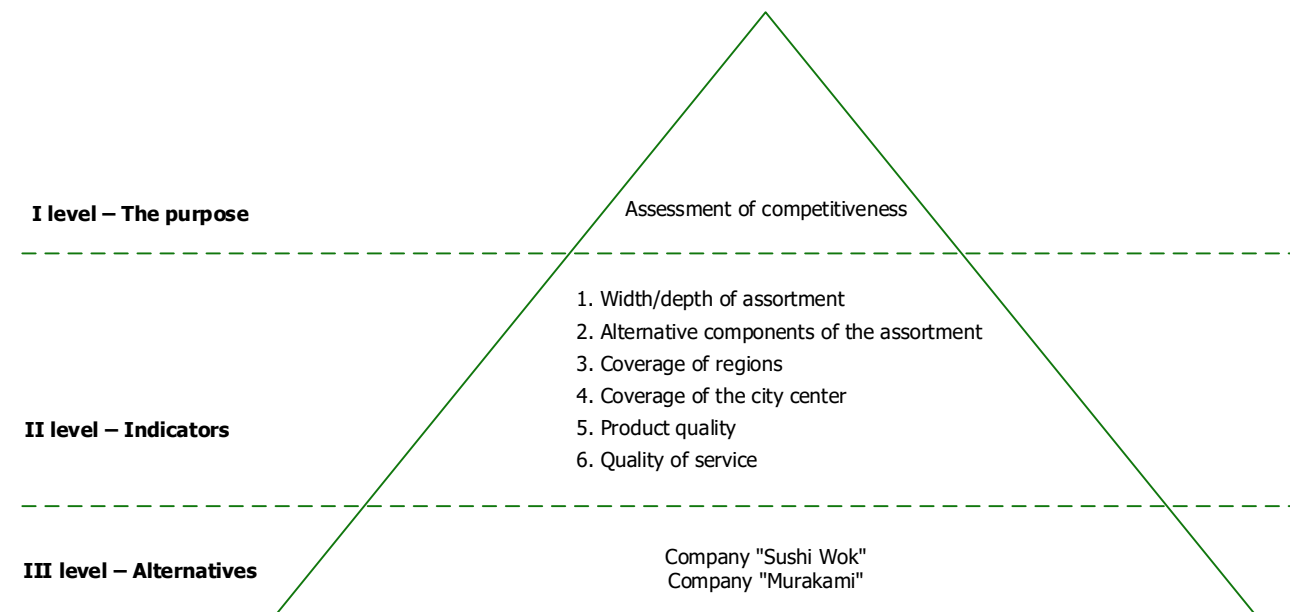 I level – The purpose
Assessment of competitiveness
1. Width/depth of assortment
2. Alternative components of the assortment
3. Coverage of regions
4. Coverage of the city center
5. Product quality
6. Quality of service
II level – Indicators
III level – Alternatives
Company "Sushi Wok"
Company "Murakami"